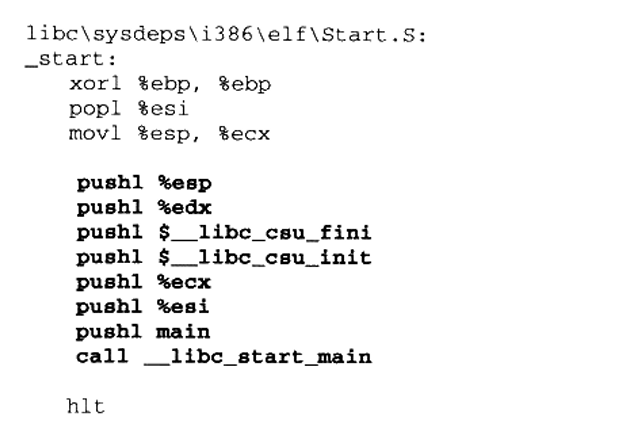 libc\sysdeps\i386\elf\Start.S:
_start:
xorl %ebp, %ebp
popl %esi
movl %esp, %ecx
pushl %esp
pushl %edx
pushl $__libc_csu_fini
pushl $__libc_csu_init
pushl %ecx
pushl %esi
pushl main
call __libc_start_main
hlt